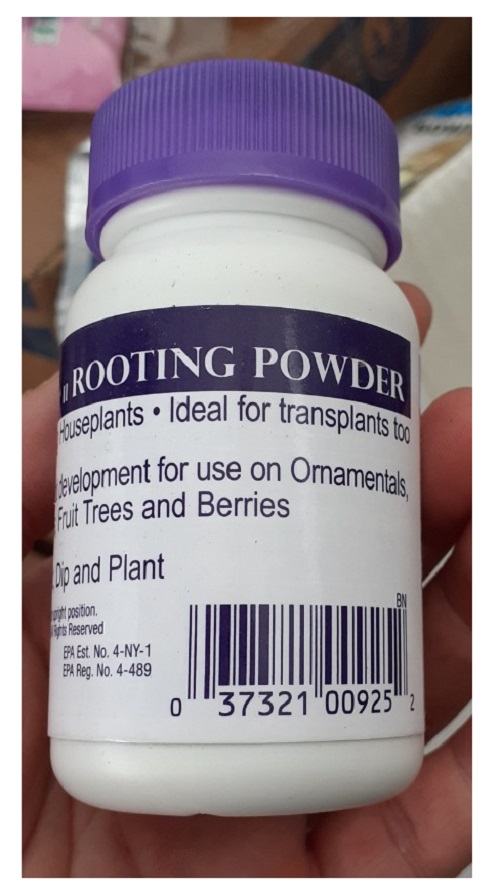 ROOTING POWDER
Houseplants • Ideal for transplants too
development for use on Ornamentals,
Fruit Trees and Berries
Dip and Plant
upright position.
Rights Reserved
EPA Est. No. 4-NY-1
EPA Reg. No. 4-489
BN
0 37321 00925 2